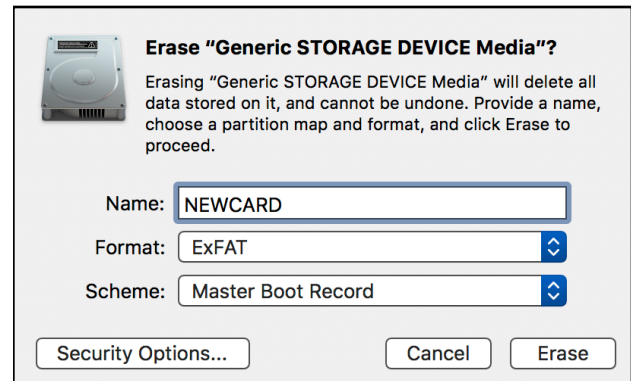 Erase “Generic STORAGE DEVICE Media”?
Erasing “Generic STORAGE DEVICE Media” will delete all
data stored on it, and cannot be undone. Provide a name,
choose a partition map and format, and click Erase to
proceed.
Name: NEWCARD
Format: ExFAT
Scheme: Master Boot Record
Security Options... Cancel Erase